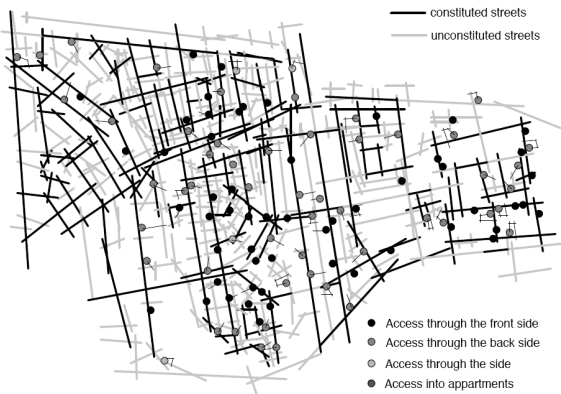 constituted streets
unconstituted streets
Access through the front side
Access through the back side
Access through the side
Access into appartments